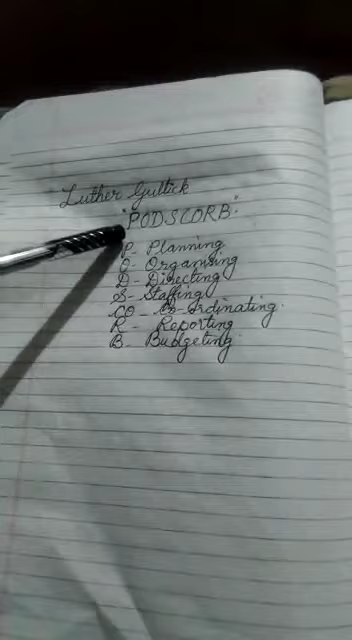 Luther Gullick
"PODSCORB".
P- Planning
O- Organising
D- Directing
S- Staffing
CO - Co-ordinating.
R - Reporting
B- Budgeting.